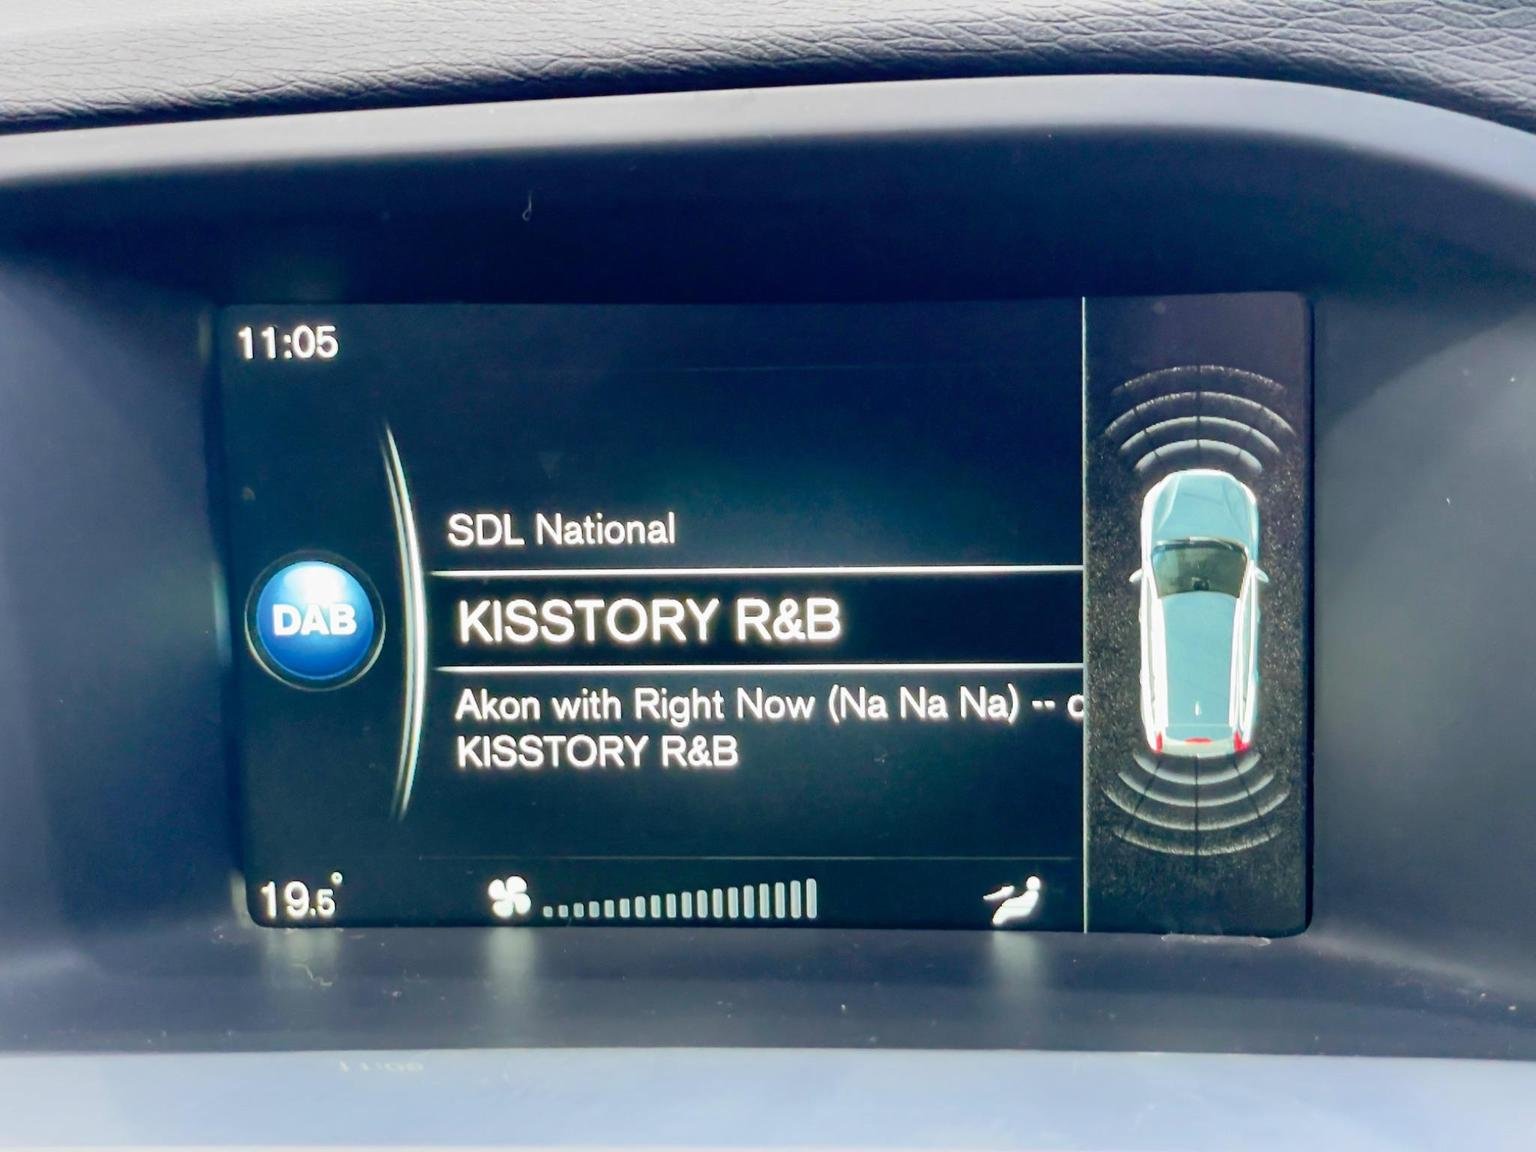 11:05
SDL National
DAB
KISSTORY R&B
Akon with Right Now (Na Na Na) -- c
KISSTORY R&B
19.5°